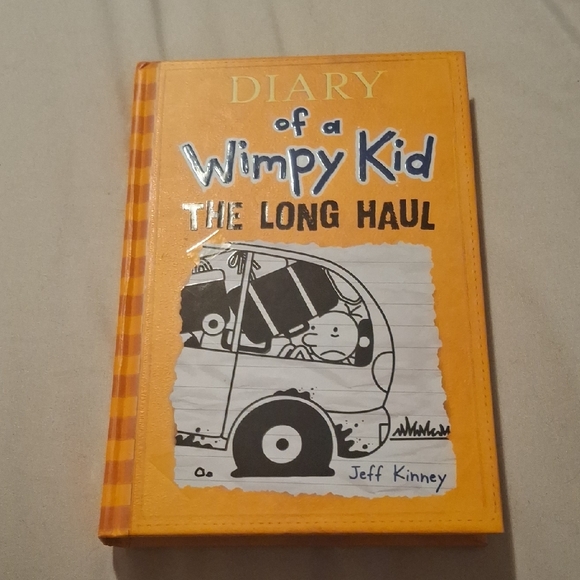 DIARY
of a
Wimpy Kid
THE LONG HAUL
Jeff Kinney